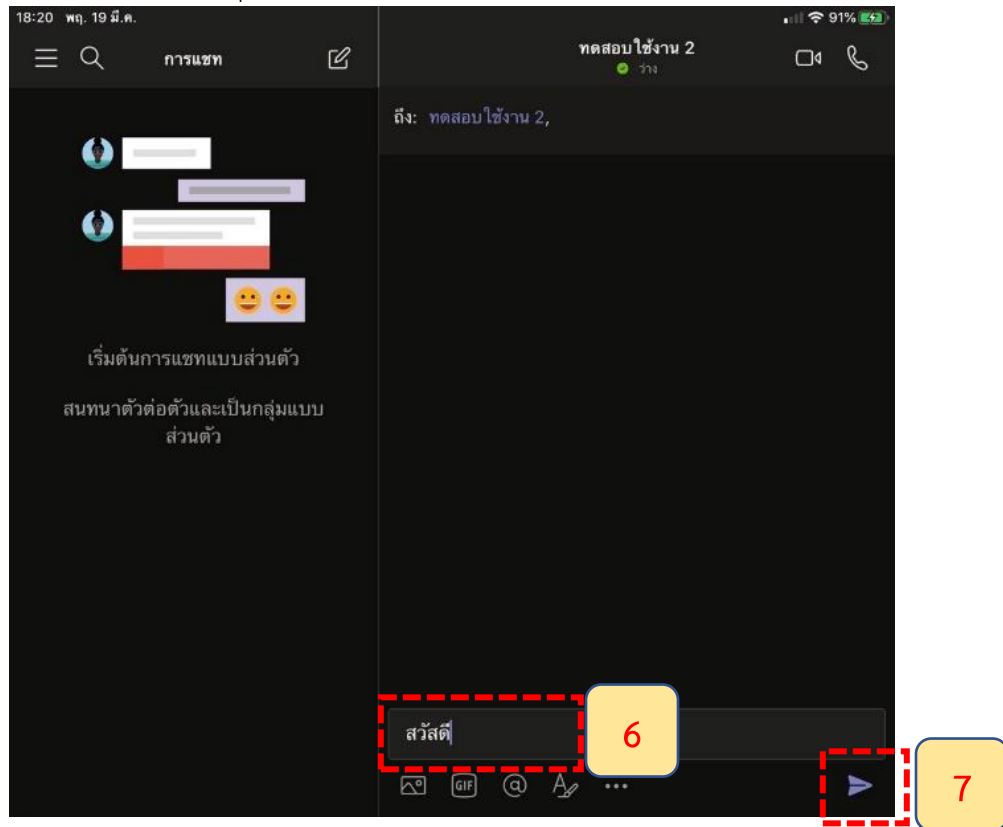 18:20 พฤ. 19 มี.ค.
91%
การแชท
ทดสอบใช้งาน 2
ว่าง
ถึง: ทดสอบใช้งาน 2,
เริ่มต้นการแชทแบบส่วนตัว
สนทนาตัวต่อตัวและเป็นกลุ่มแบบ
ส่วนตัว
สวัสดี
6
GIF
7